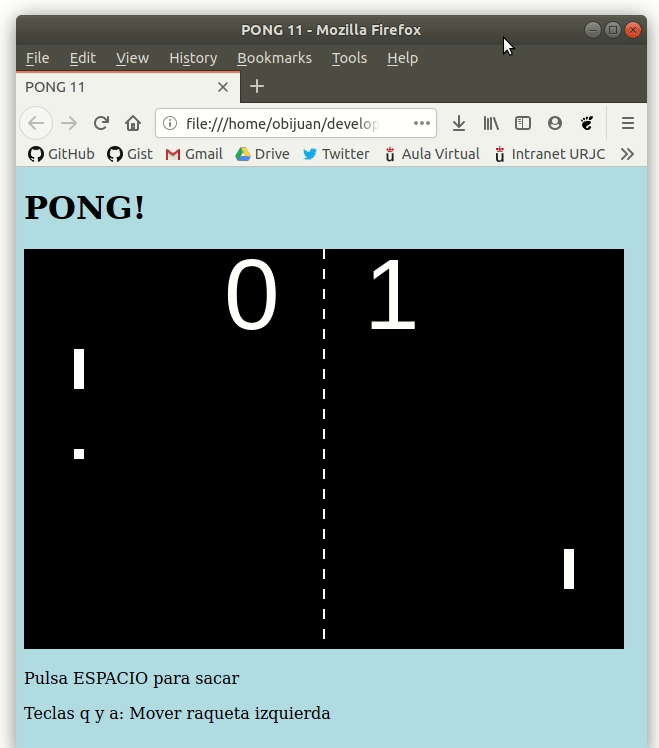 PONG 11 - Mozilla Firefox
File Edit View History Bookmarks Tools Help
PONG 11
file:///home/obijuan/develop
GitHub Gist Gmail Drive Twitter Aula Virtual Intranet URJC
PONG!
0 1
Pulsa ESPACIO para sacar
Teclas q y a: Mover raqueta izquierda